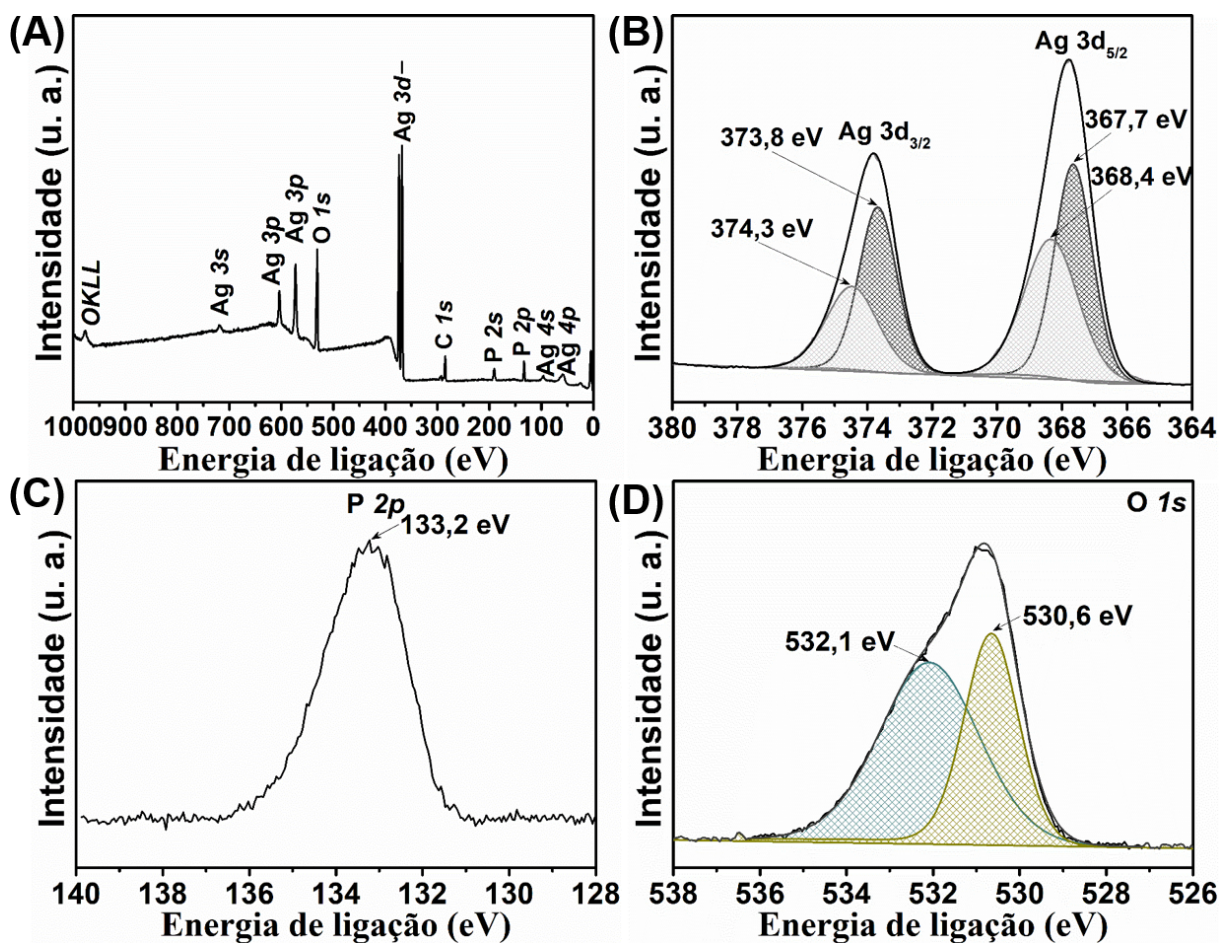 (A)
Intensidade (u. a.)
OKLL
Ag 3s
Ag 3p
Ag 3p
O 1s
Ag 3d–
C 1s
P 2s
P 2p
Ag 4s
Ag 4p
1000 900 800 700 600 500 400 300 200 100 0
Energia de ligação (eV)
(B)
Intensidade (u. a.)
Ag 3d5/2
367,7 eV
373,8 eV
Ag 3d3/2
368,4 eV
374,3 eV
380 378 376 374 372 370 368 366 364
Energia de ligação (eV)
(C)
Intensidade (u. a.)
P 2p
133,2 eV
140 138 136 134 132 130 128
Energia de ligação (eV)
(D)
Intensidade (u. a.)
O 1s
530,6 eV
532,1 eV
538 536 534 532 530 528 526
Energia de ligação (eV)